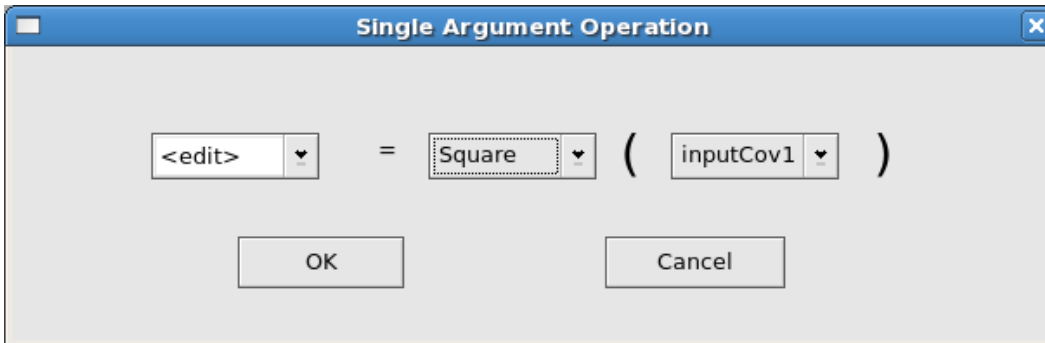 Single Argument Operation
<edit> = Square ( inputCov1 )
OK Cancel